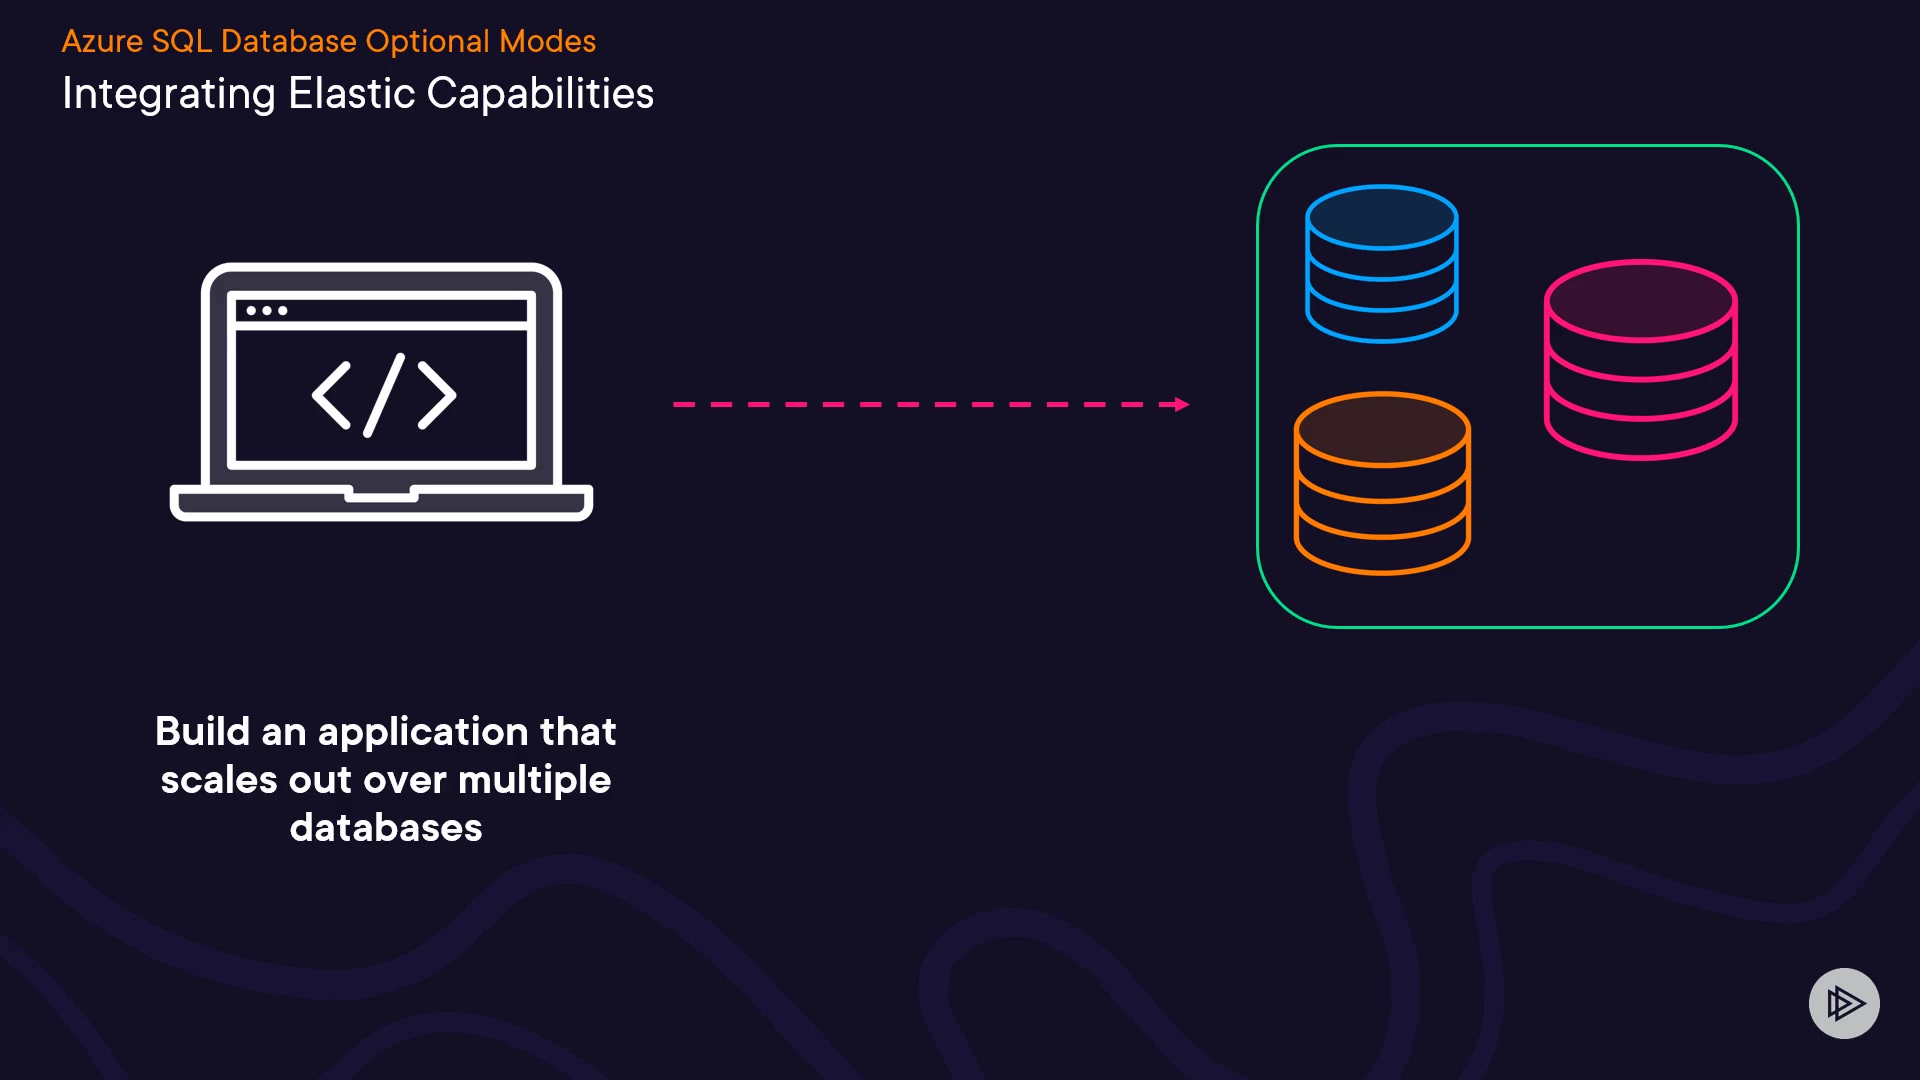 Azure SQL Database Optional Modes
Integrating Elastic Capabilities
</>
Build an application that
scales out over multiple
databases